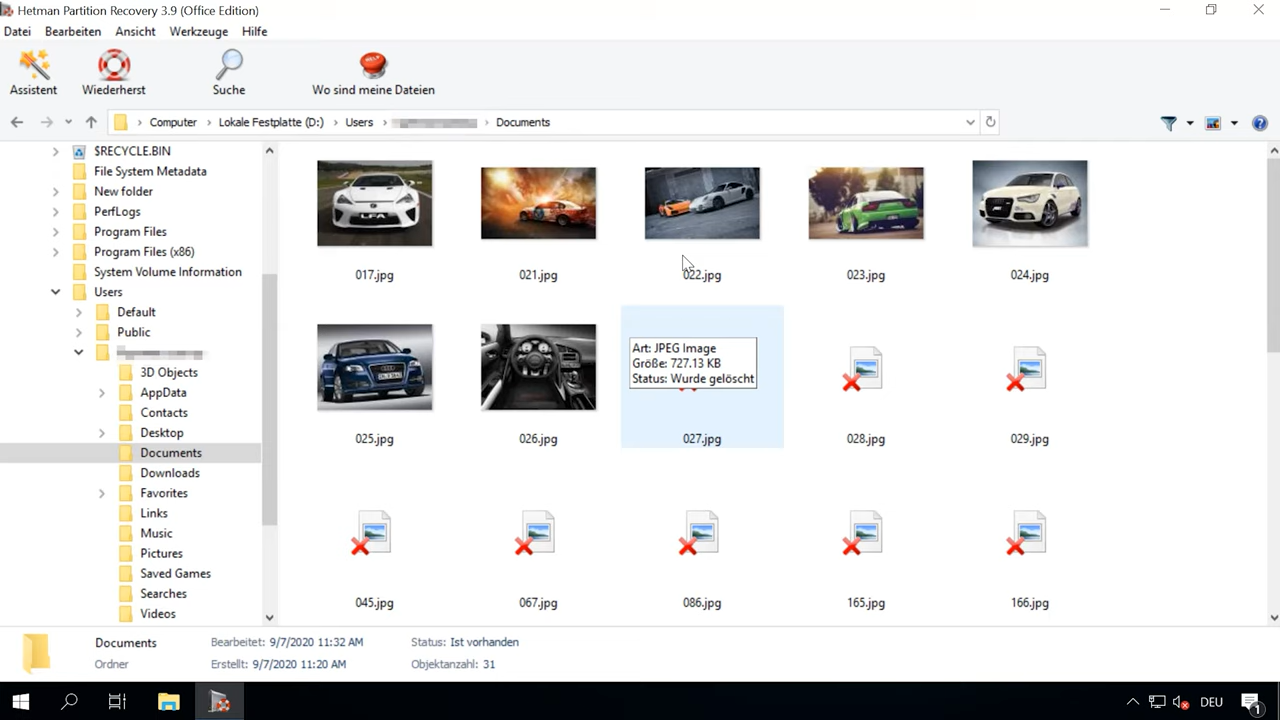 Hetman Partition Recovery 3.9 (Office Edition)
Datei Bearbeiten Ansicht Werkzeuge Hilfe
Assistent Wiederherst Suche Wo sind meine Dateien
Computer Lokale Festplatte (D:) Users Documents
$RECYCLE.BIN
File System Metadata
New folder
PerfLogs
Program Files
Program Files (x86)
System Volume Information
Users
Default
Public
3D Objects
AppData
Contacts
Desktop
Documents
Downloads
Favorites
Links
Music
Pictures
Saved Games
Searches
Videos
LFA
017.jpg 021.jpg 022.jpg 023.jpg 024.jpg
Art: JPEG Image
Größe: 727.13 KB
Status: Wurde gelöscht
025.jpg 026.jpg 027.jpg 028.jpg 029.jpg
045.jpg 067.jpg 086.jpg 165.jpg 166.jpg
Documents Bearbeitet: 9/7/2020 11:32 AM Status: Ist vorhanden
Ordner Erstellt: 9/7/2020 11:20 AM Objektanzahl: 31
DEU 1